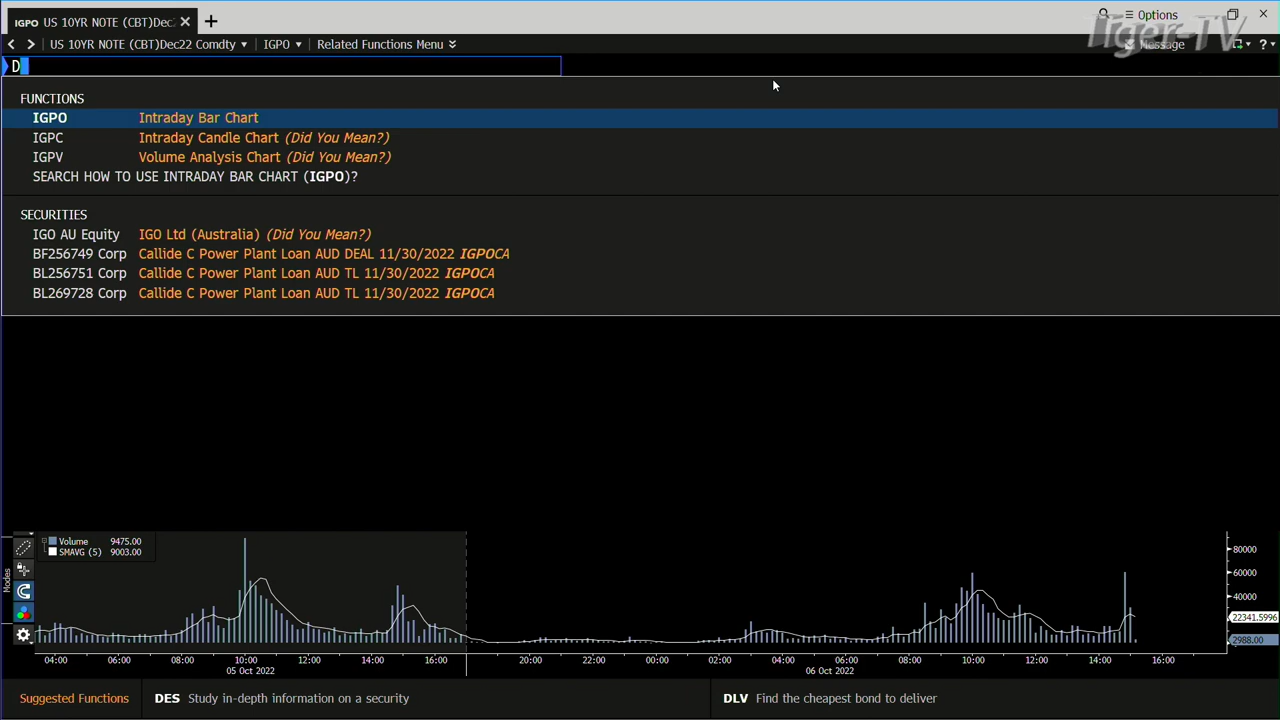 IGPO US 10YR NOTE (CBT)Dec
Options
US 10YR NOTE (CBT)Dec22 Comdty IGPO Related Functions Menu
Message
Tiger-TV
D
FUNCTIONS
IGPO Intraday Bar Chart
IGPC Intraday Candle Chart (Did You Mean?)
IGPV Volume Analysis Chart (Did You Mean?)
SEARCH HOW TO USE INTRADAY BAR CHART (IGPO)?
SECURITIES
IGO AU Equity IGO Ltd (Australia) (Did You Mean?)
BF256749 Corp Callide C Power Plant Loan AUD DEAL 11/30/2022 IGPOCA
BL256751 Corp Callide C Power Plant Loan AUD TL 11/30/2022 IGPOCA
BL269728 Corp Callide C Power Plant Loan AUD TL 11/30/2022 IGPOCA
Volume 9475.00
SMAVG (5) 9003.00
Modes
80000
60000
40000
22341.5996
2988.00
04:00 06:00 08:00 10:00 12:00 14:00 16:00 20:00 22:00 00:00 02:00 04:00 06:00 08:00 10:00 12:00 14:00 16:00
05 Oct 2022 06 Oct 2022
Suggested Functions DES Study in-depth information on a security DLV Find the cheapest bond to deliver